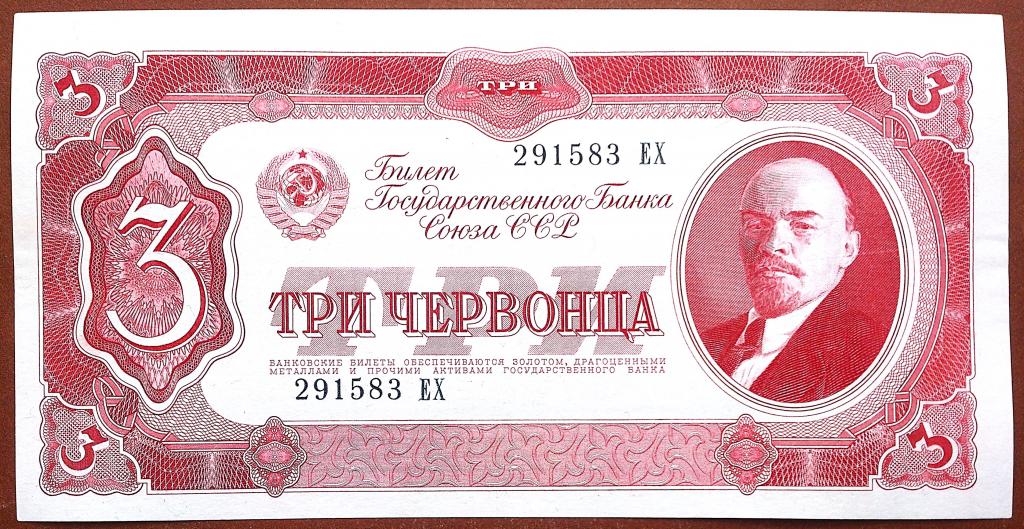 3
ТРИ
3
291583 ЕХ
Билет
Государственного Банка
Союза ССР
3
ТРИ
ТРИ ЧЕРВОНЦА
БАНКОВСКИЕ БИЛЕТЫ ОБЕСПЕЧИВАЮТСЯ ЗОЛОТОМ, ДРАГОЦЕННЫМИ
МЕТАЛЛАМИ И ПРОЧИМИ АКТИВАМИ ГОСУДАРСТВЕННОГО БАНКА
291583 ЕХ
3
3